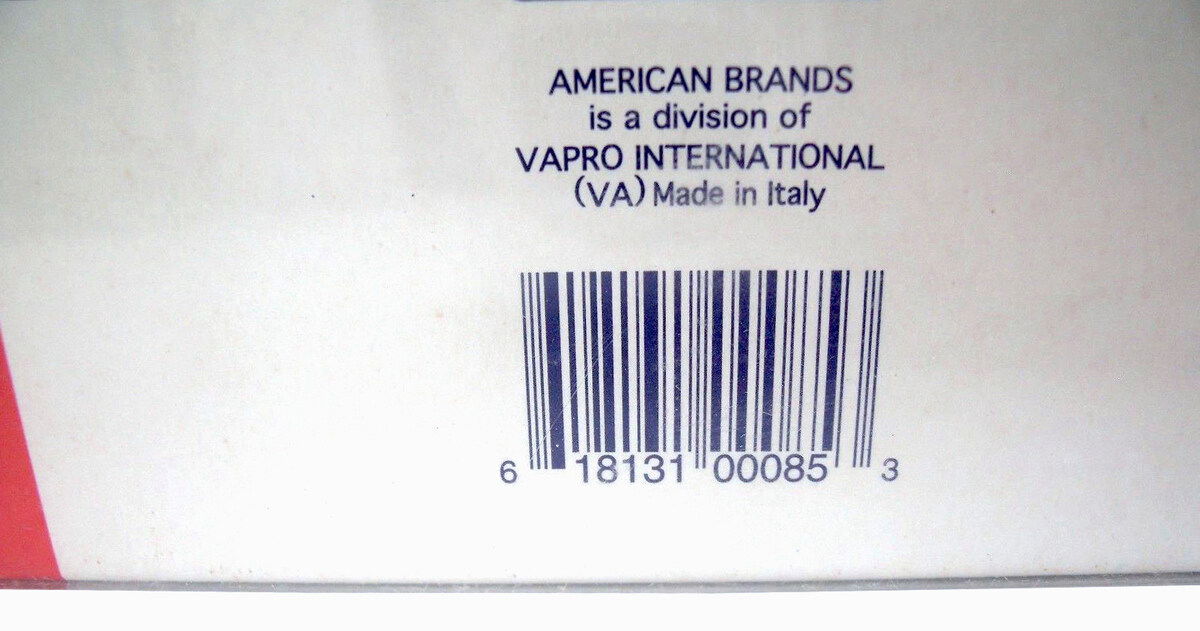 AMERICAN BRANDS
is a division of
VAPRO INTERNATIONAL
(VA) Made in Italy
6 18131 00085 3